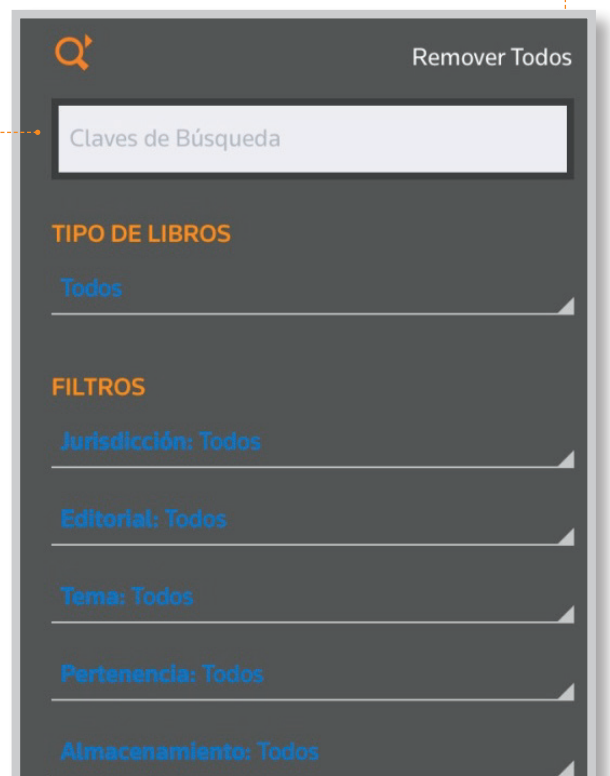 Remover Todos
Claves de Búsqueda
TIPO DE LIBROS
Todos
FILTROS
Jurisdicción: Todos
Editorial: Todos
Tema: Todos
Pertenencia: Todos
Almacenamiento: Todos